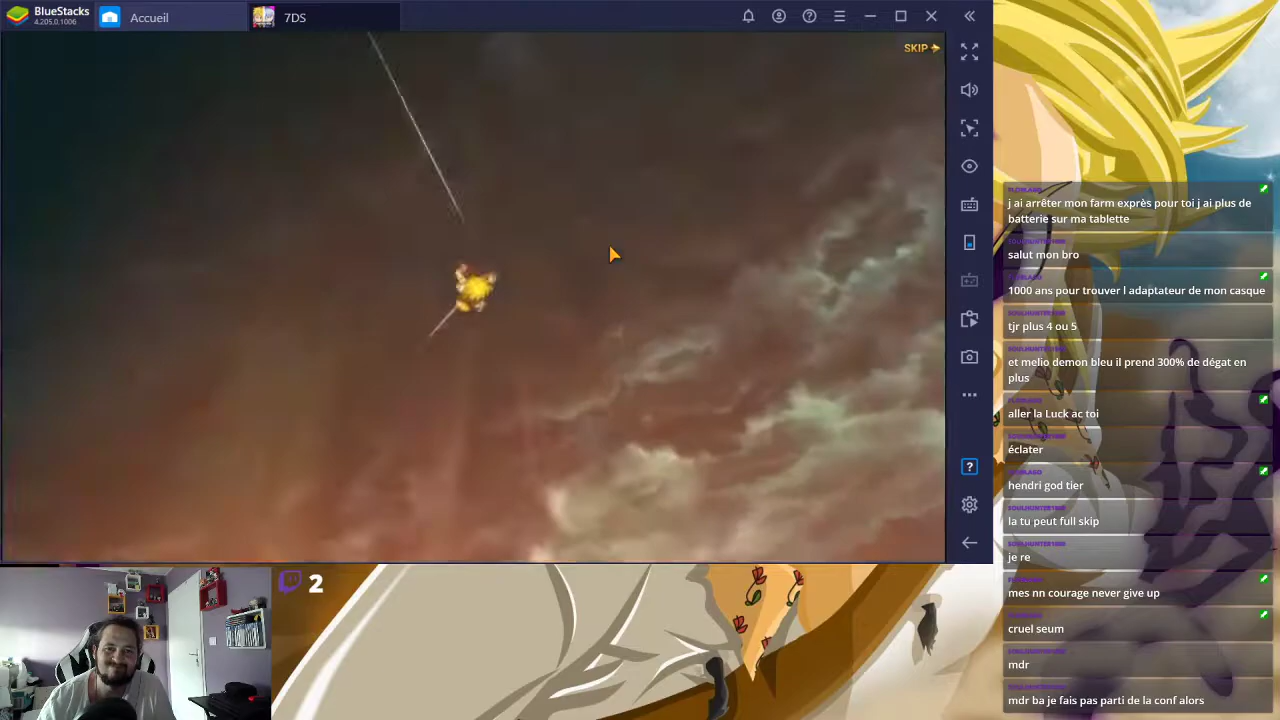 BlueStacks
4.205.0.1006
Accueil
7DS
SKIP
j ai arrêter mon farm exprès pour toi j ai plus de
batterie sur ma tablette
salut mon bro
1000 ans pour trouver l adaptateur de mon casque
tjr plus 4 ou 5
et melio demon bleu il prend 300% de dégat en
plus
aller la Luck ac toi
éclater
hendri god tier
la tu peut full skip
je re
mes nn courage never give up
cruel seum
mdr
mdr ba je fais pas parti de la conf alors
2